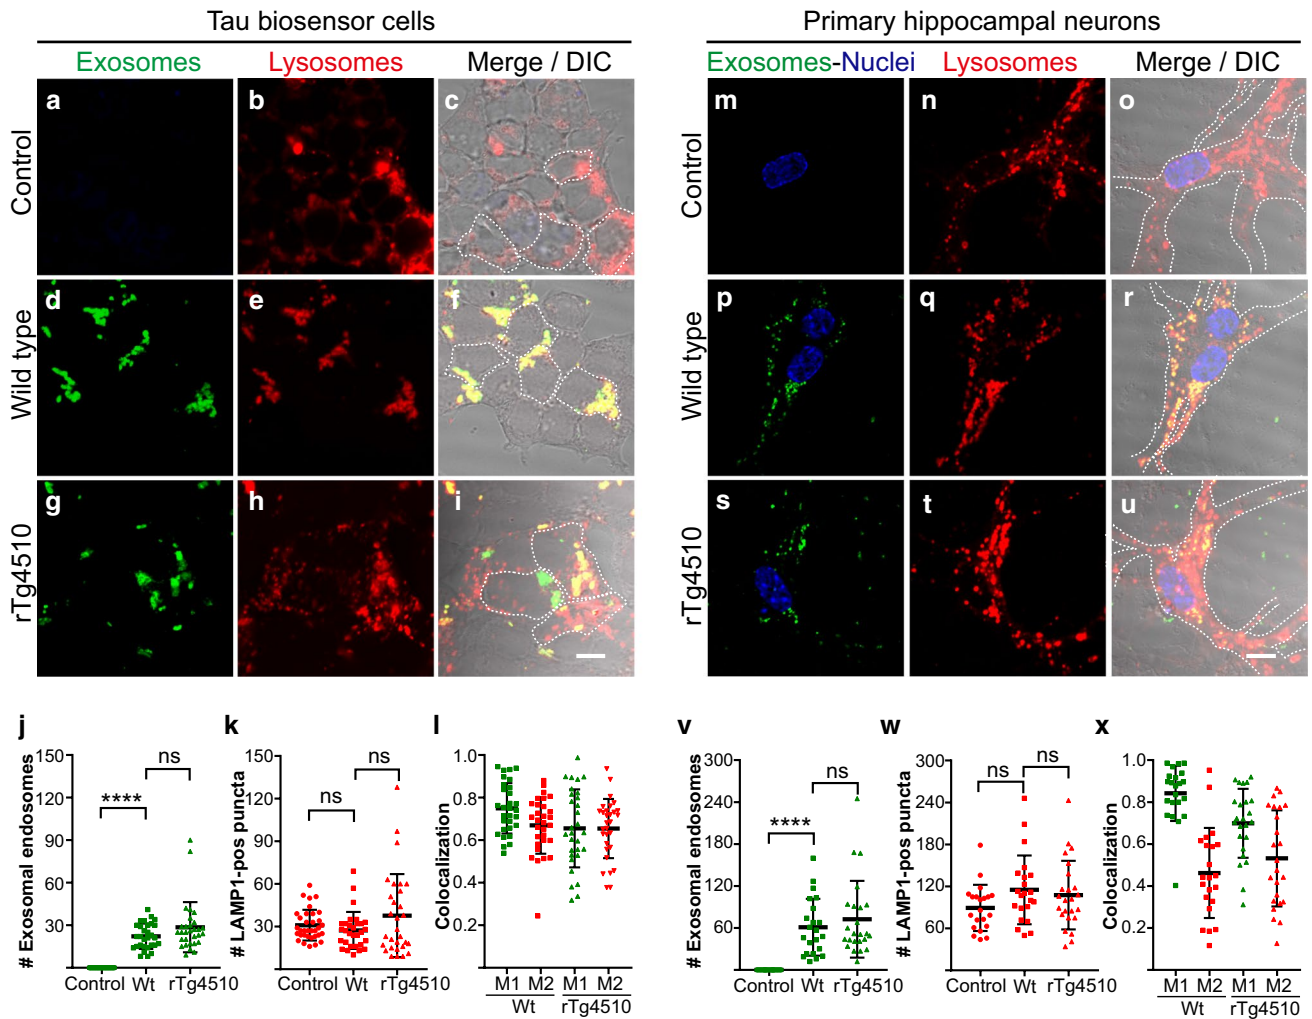 Tau biosensor cells
Primary hippocampal neurons
Exosomes Lysosomes Merge / DIC
Exosomes-Nuclei Lysosomes Merge / DIC
Control
a b c
Control
m n o
Wild type
d e f
Wild type
p q r
rTg4510
g h i
rTg4510
s t u
j
# Exosomal endosomes
150
120
90
60
30
**** ns
Control Wt rTg4510
k
# LAMP1-pos puncta
150
120
90
60
30
ns ns
Control Wt rTg4510
l
Colocalization
1.0
0.8
0.6
0.4
0.2
M1 M2 M1 M2
Wt rTg4510
v
# Exosomal endosomes
300
240
180
120
60
**** ns
Control Wt rTg4510
w
# LAMP1-pos puncta
300
240
180
120
60
ns ns
Control Wt rTg4510
x
Colocalization
1.0
0.8
0.6
0.4
0.2
M1 M2 M1 M2
Wt rTg4510